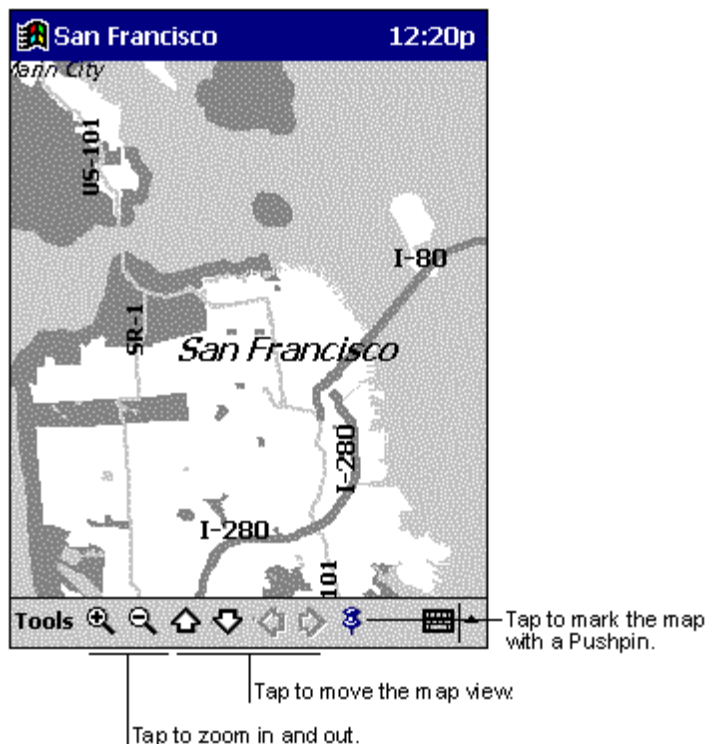 San Francisco 12:20p
Marin City
US-101
I-80
SR-1
San Francisco
I-280
I-280
101
Tools
Tap to mark the map
with a Pushpin.
Tap to move the map view.
Tap to zoom in and out.